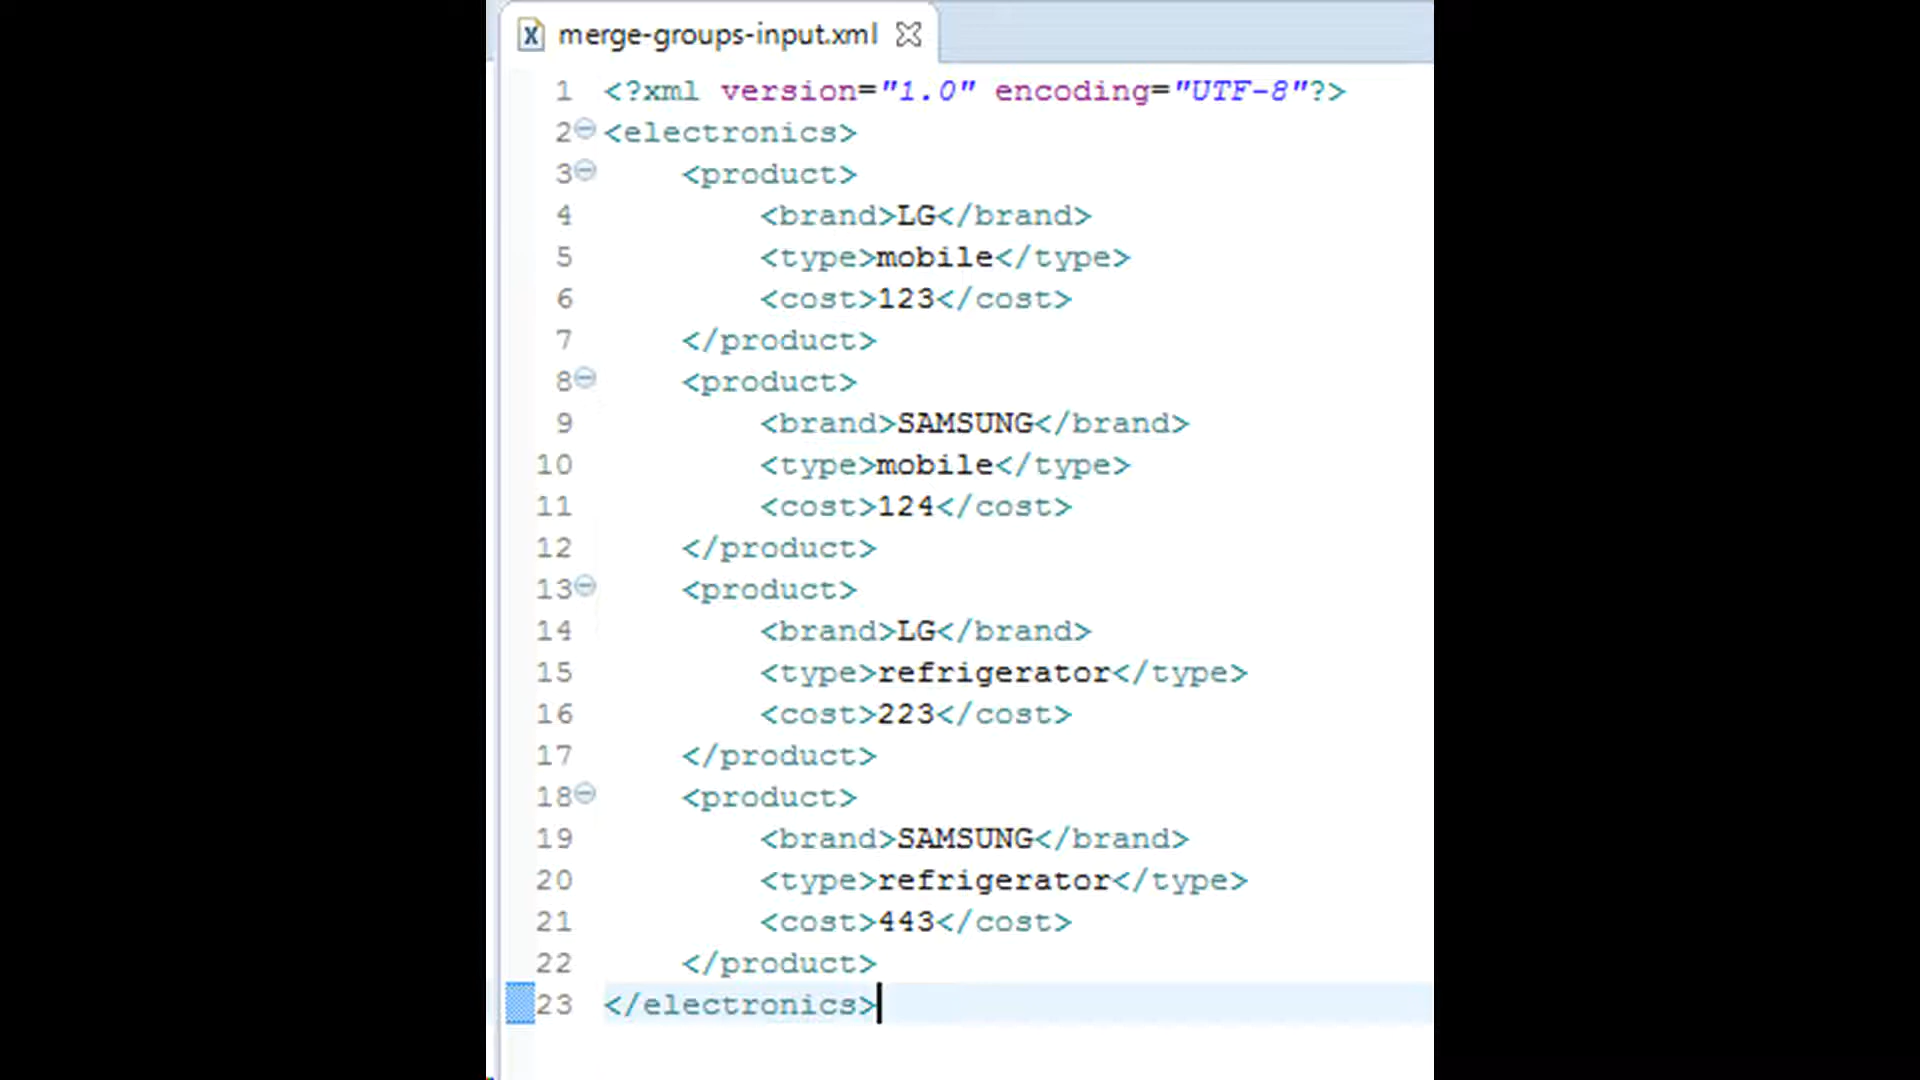 merge-groups-input.xml
1 <?xml version="1.0" encoding="UTF-8"?>
2 <electronics>
3     <product>
4         <brand>LG</brand>
5         <type>mobile</type>
6         <cost>123</cost>
7     </product>
8     <product>
9         <brand>SAMSUNG</brand>
10         <type>mobile</type>
11         <cost>124</cost>
12     </product>
13     <product>
14         <brand>LG</brand>
15         <type>refrigerator</type>
16         <cost>223</cost>
17     </product>
18     <product>
19         <brand>SAMSUNG</brand>
20         <type>refrigerator</type>
21         <cost>443</cost>
22     </product>
23 </electronics>